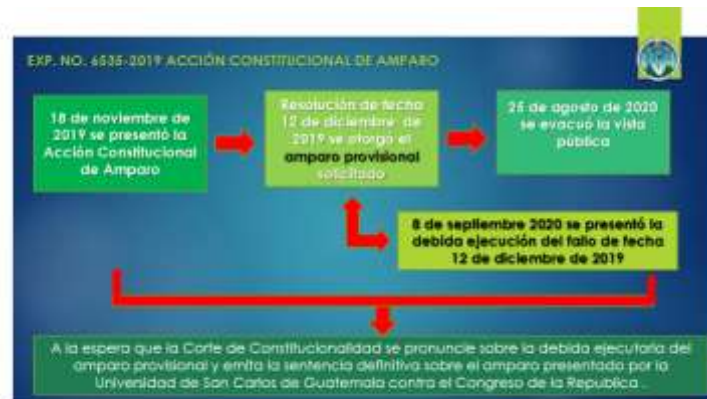 EXP. NO. 6535-2019 ACCIÓN CONSTITUCIONAL DE AMPARO
18 de noviembre de
2019 se presentó la
Acción Constitucional
de Amparo
Resolución de fecha
12 de diciembre de
2019 se otorgó el
amparo provisional
solicitado
25 de agosto de 2020
se evacuó la vista
pública
8 de septiembre 2020 se presentó la
debida ejecución del fallo de fecha
12 de diciembre de 2019
A la espera que la Corte de Constitucionalidad se pronuncie sobre la debida ejecutoria del
amparo provisional y emita la sentencia definitiva sobre el amparo presentado por la
Universidad de San Carlos de Guatemala contra el Congreso de la Republica .